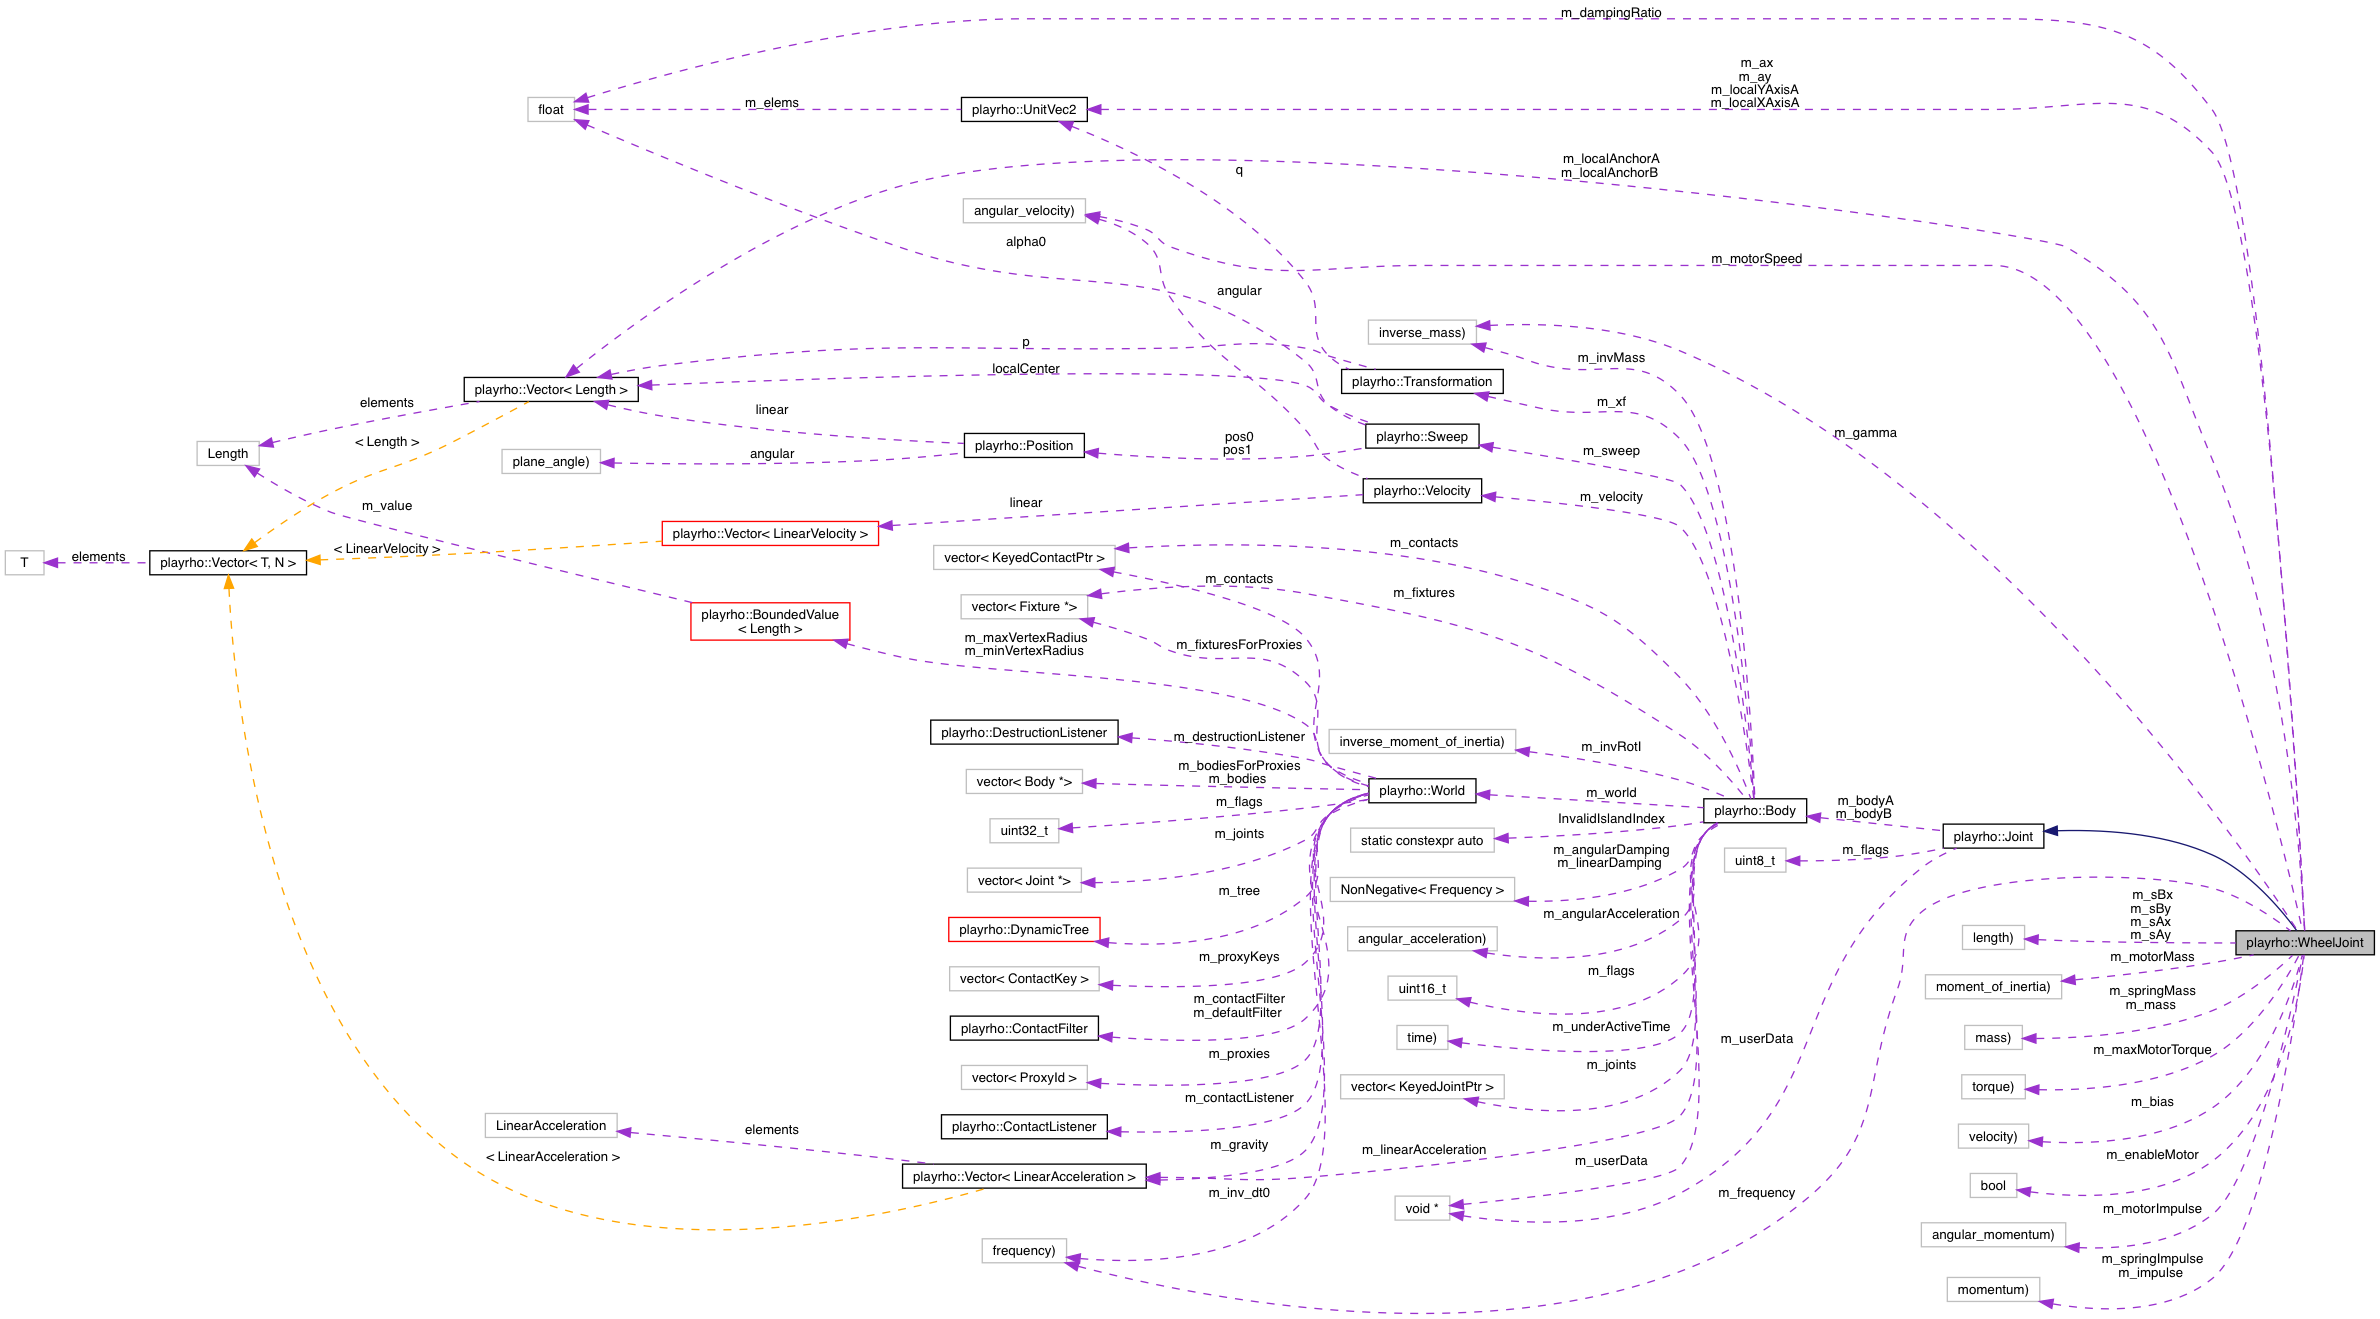 m_dampingRatio
m_ax
m_ay
m_localYAxisA
m_localXAxisA
float
m_elems
playrho::UnitVec2
m_localAnchorA
m_localAnchorB
q
angular_velocity)
alpha0
m_motorSpeed
angular
inverse_mass)
p
m_invMass
localCenter
playrho::Transformation
playrho::Vector< Length >
elements
linear
m_xf
m_gamma
< Length >
playrho::Position
pos0
pos1
playrho::Sweep
Length
plane_angle)
angular
m_sweep
playrho::Velocity
m_velocity
m_value
linear
playrho::Vector< LinearVelocity >
< LinearVelocity >
T
elements
playrho::Vector< T, N >
vector< KeyedContactPtr >
m_contacts
m_contacts
m_fixtures
vector< Fixture *>
playrho::BoundedValue
< Length >
m_maxVertexRadius
m_minVertexRadius
m_fixturesForProxies
playrho::DestructionListener
m_destructionListener
inverse_moment_of_inertia)
m_invRotI
vector< Body *>
m_bodiesForProxies
m_bodies
playrho::World
m_world
playrho::Body
m_bodyA
m_bodyB
playrho::Joint
uint32_t
m_flags
InvalidIslandIndex
static constexpr auto
m_joints
m_angularDamping
m_linearDamping
uint8_t
m_flags
vector< Joint *>
m_tree
NonNegative< Frequency >
m_angularAcceleration
m_sBx
m_sBy
m_sAx
m_sAy
playrho::DynamicTree
angular_acceleration)
length)
playrho::WheelJoint
m_proxyKeys
m_flags
m_motorMass
vector< ContactKey >
uint16_t
moment_of_inertia)
m_contactFilter
m_defaultFilter
m_springMass
m_mass
playrho::ContactFilter
m_underActiveTime
time)
m_userData
mass)
m_proxies
m_joints
m_maxMotorTorque
vector< ProxyId >
vector< KeyedJointPtr >
torque)
m_contactListener
m_bias
LinearAcceleration
elements
playrho::ContactListener
velocity)
m_gravity
m_linearAcceleration
m_userData
m_enableMotor
< LinearAcceleration >
playrho::Vector< LinearAcceleration >
m_inv_dt0
m_frequency
bool
void *
m_motorImpulse
angular_momentum)
frequency)
m_springImpulse
m_impulse
momentum)